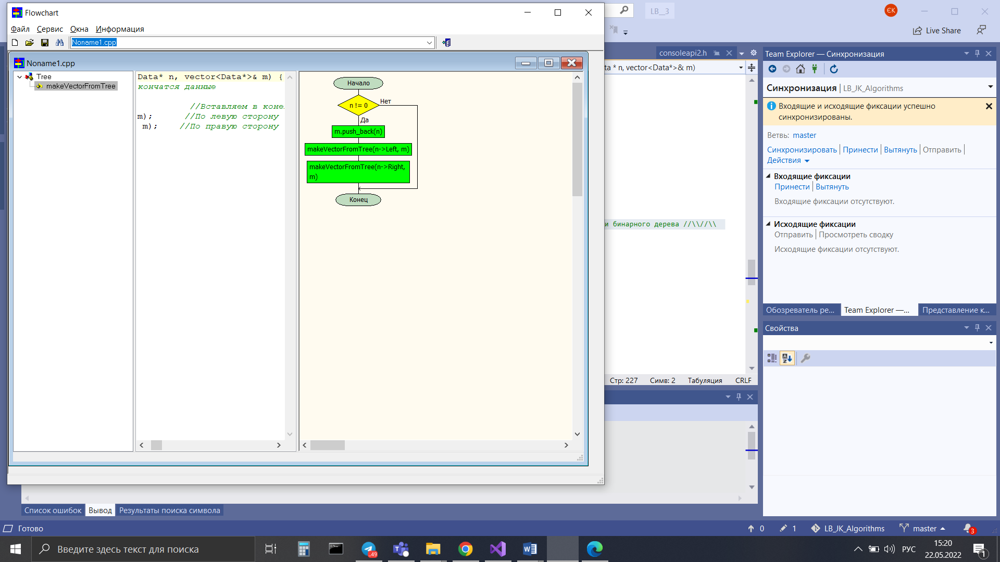 Flowchart
Файл Сервис Окна Информация
Noname1.cpp
Noname1.cpp
Tree
makeVectorFromTree
Data* n, vector<Data*>& m) {
кончатся данные
//Вставляем в коне
m); //По левую сторону
m); //По правую сторону
Начало
n != 0
Нет
Да
m.push_back(n)
makeVectorFromTree(n->Left, m)
makeVectorFromTree(n->Right,
m)
Конец
LB__3
ЄК
Live Share
consoleapi2.h
ta * n, vector<Data*>& m)
и бинарного дерева //\\//\\
Стр: 227 Симв: 2 Табуляция CRLF
Team Explorer — Синхронизация
Синхронизация | LB_JK_Algorithms
Входящие и исходящие фиксации успешно
синхронизированы.
Ветвь: master
Синхронизировать | Принести | Вытянуть | Отправить |
Действия
Входящие фиксации
Принести | Вытянуть
Входящие фиксации отсутствуют.
Исходящие фиксации
Отправить | Просмотреть сводку
Исходящие фиксации отсутствуют.
Обозреватель ре... Team Explorer —... Представление к...
Свойства
Список ошибок Вывод Результаты поиска символа
Готово
0 1 LB_JK_Algorithms master 3
Введите здесь текст для поиска
49
РУС
15:20
22.05.2022
1